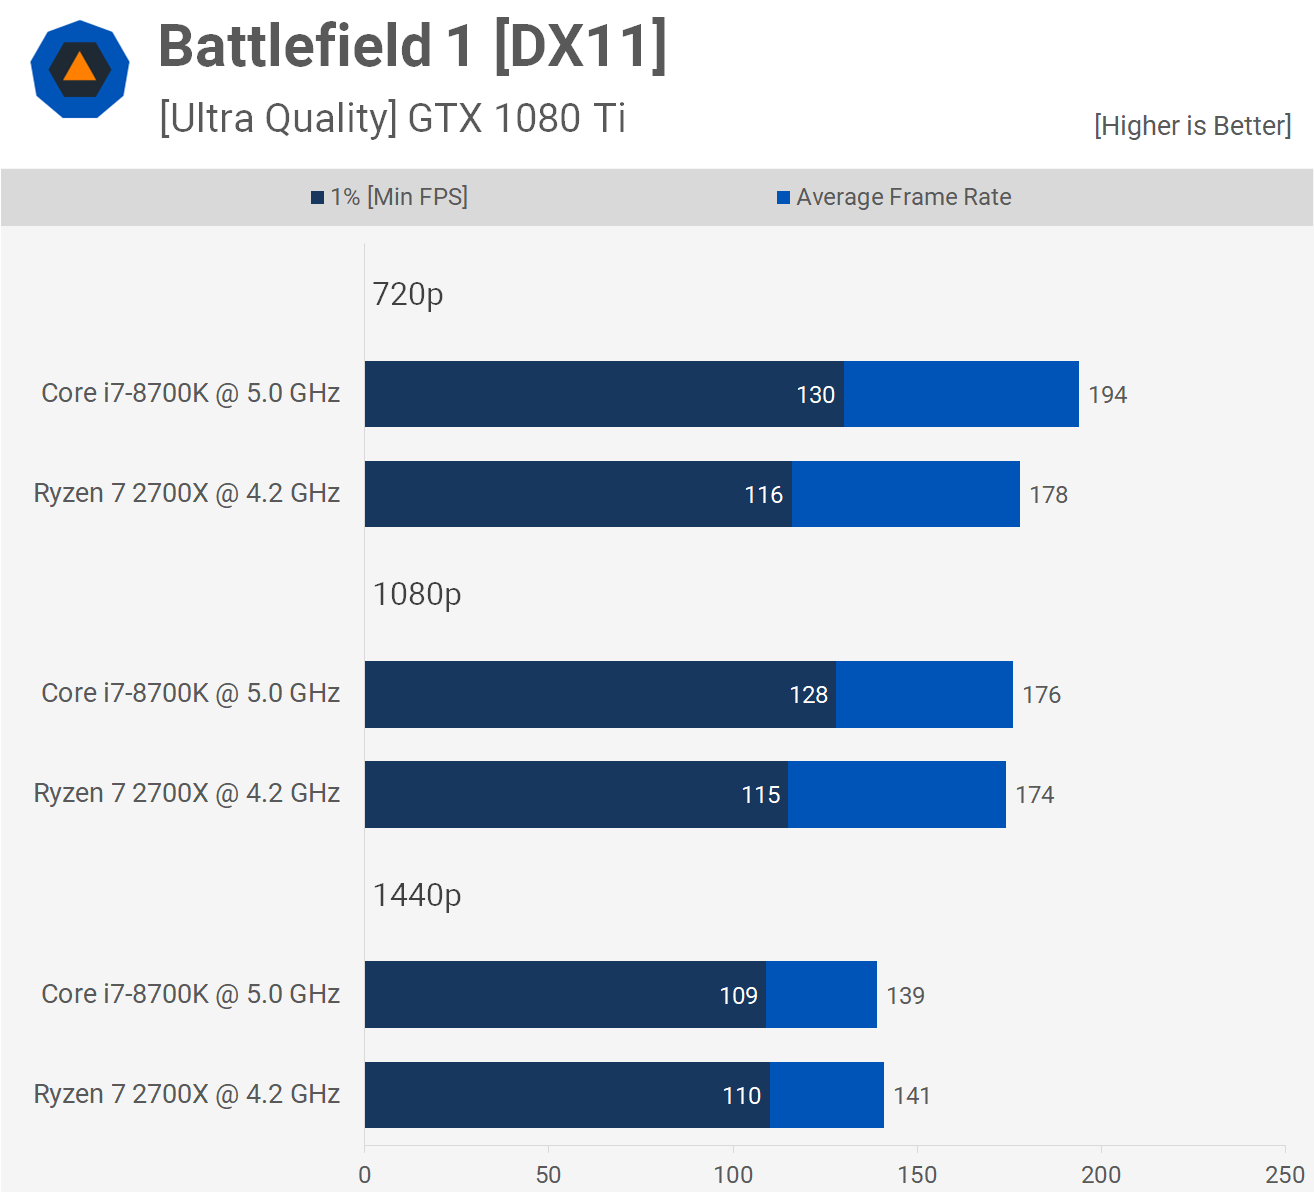 Battlefield 1 [DX11]
[Ultra Quality] GTX 1080 Ti
[Higher is Better]
1% [Min FPS] Average Frame Rate
720p
Core i7-8700K @ 5.0 GHz 130 194
Ryzen 7 2700X @ 4.2 GHz 116 178
1080p
Core i7-8700K @ 5.0 GHz 128 176
Ryzen 7 2700X @ 4.2 GHz 115 174
1440p
Core i7-8700K @ 5.0 GHz 109 139
Ryzen 7 2700X @ 4.2 GHz 110 141
0 50 100 150 200 250